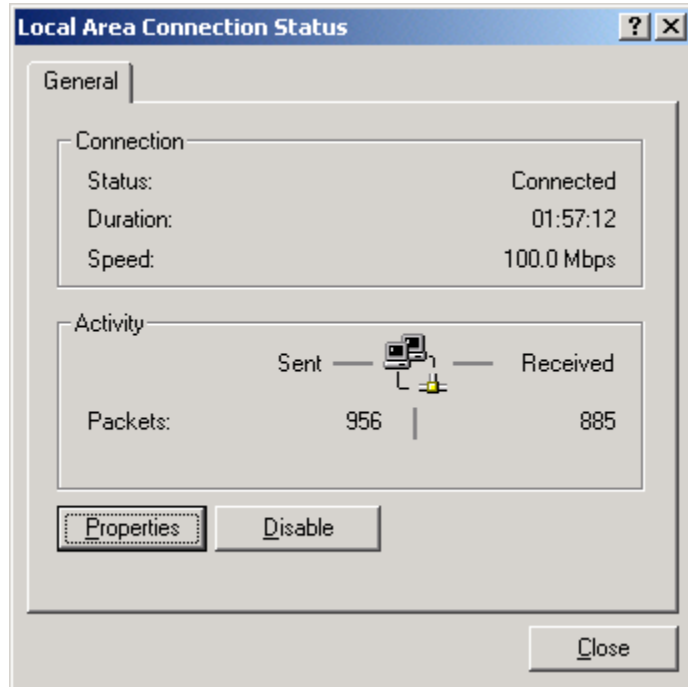 Local Area Connection Status
General
Connection
Status: Connected
Duration: 01:57:12
Speed: 100.0 Mbps
Activity
Sent Received
Packets: 956 885
Properties Disable
Close